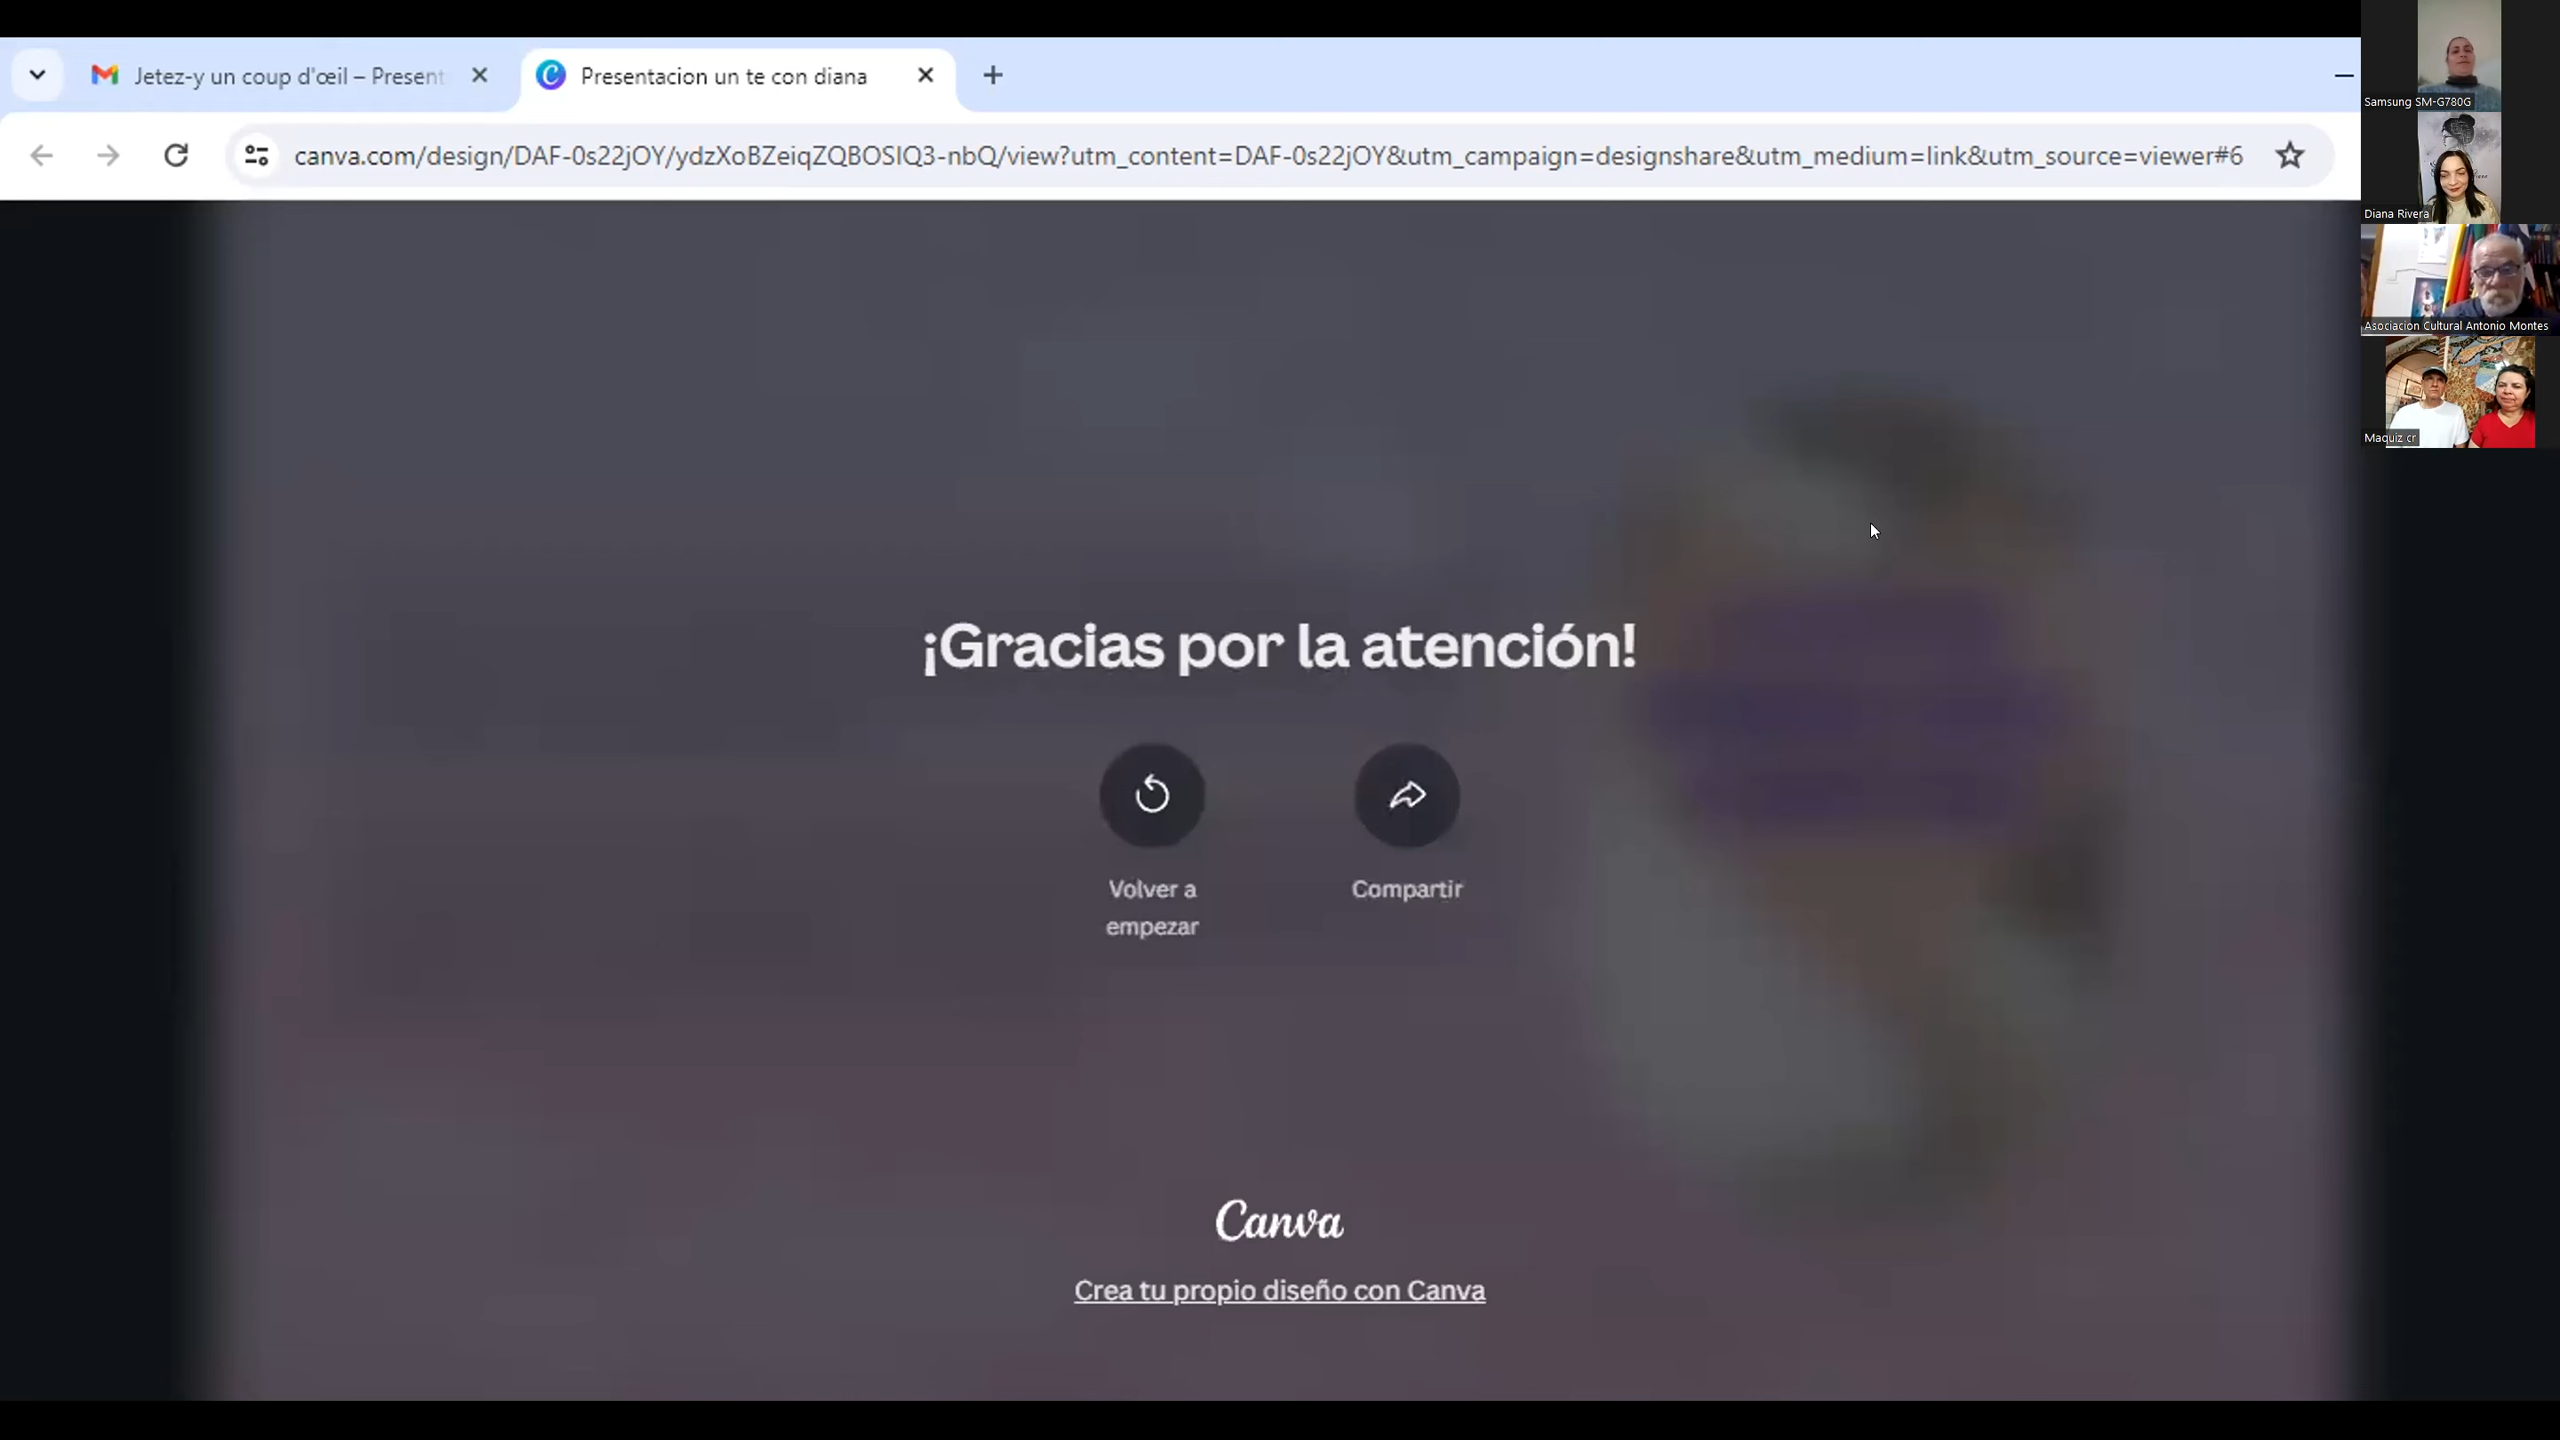 Jetez-y un coup d'œil – Present
Presentacion un te con diana
canva.com/design/DAF-0s22jOY/ydzXoBZeiqZQBOSIQ3-nbQ/view?utm_content=DAF-0s22jOY&utm_campaign=designshare&utm_medium=link&utm_source=viewer#6
Samsung SM-G780G
Diana Rivera
Asociacion Cultural Antonio Montes
Maquiz cr
¡Gracias por la atención!
Volver a
empezar
Compartir
Canva
Crea tu propio diseño con Canva